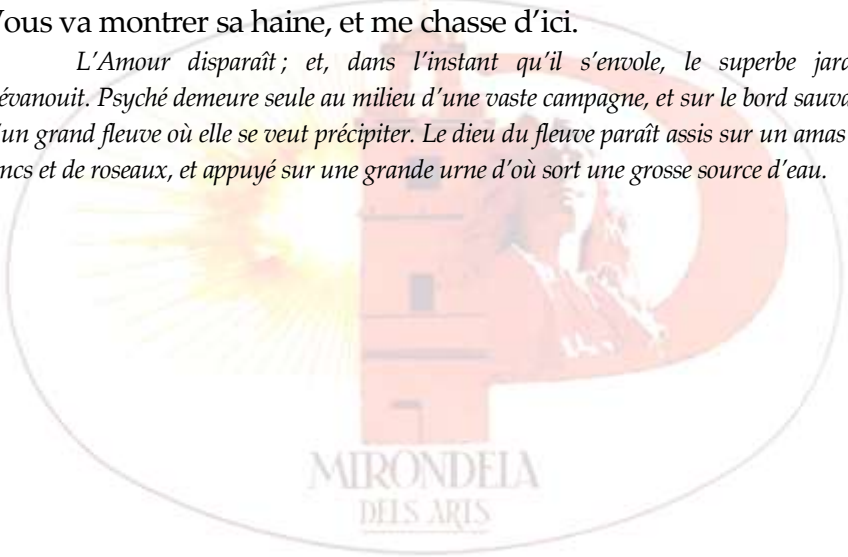 Vous va montrer sa haine, et me chasse d'ici.
L'Amour disparaît ; et, dans l'instant qu'il s'envole, le superbe
évanouit. Psyché demeure seule au milieu d'une vaste campagne, et sur le bord
un grand fleuve où elle se veut précipiter. Le dieu du fleuve paraît assis sur un amas
et de roseaux, et appuyé sur une grande urne d'où sort une grosse source d'eau.
MIRONDELA
DELS ARTS